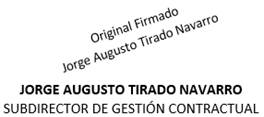 Original Firmado
Jorge Augusto Tirado Navarro
JORGE AUGUSTO TIRADO NAVARRO
SUBDIRECTOR DE GESTIÓN CONTRACTUAL